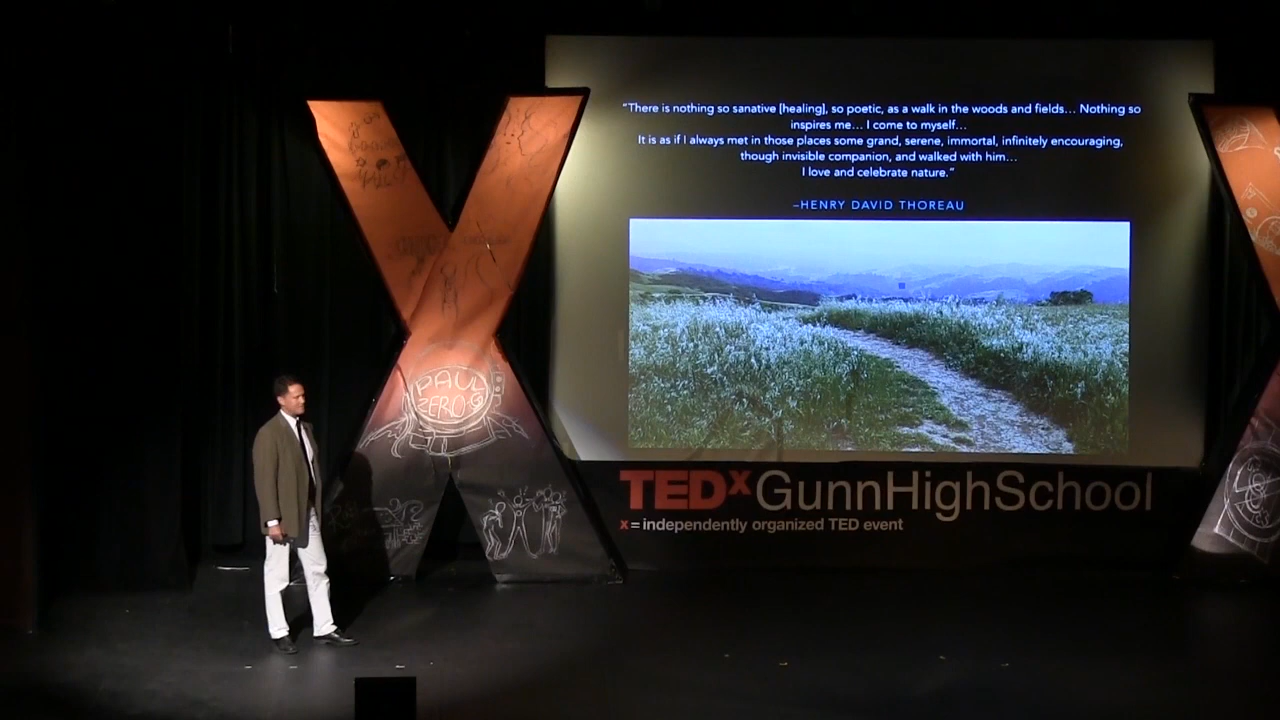 “There is nothing so sanative [healing], so poetic, as a walk in the woods and fields… Nothing so
inspires me… I come to myself…
It is as if I always met in those places some grand, serene, immortal, infinitely encouraging,
though invisible companion, and walked with him…
I love and celebrate nature.”
–HENRY DAVID THOREAU
PAUL
ZERO-G
TEDxGunnHighSchool
x = independently organized TED event